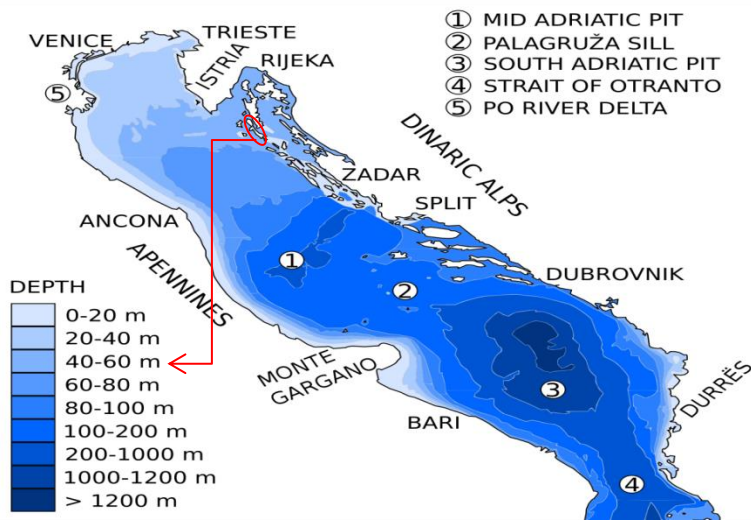 ① MID ADRIATIC PIT
② PALAGRUŽA SILL
③ SOUTH ADRIATIC PIT
④ STRAIT OF OTRANTO
⑤ PO RIVER DELTA
VENICE
TRIESTE
ISTRIA
RIJEKA
⑤
DINARIC ALPS
ZADAR
SPLIT
ANCONA
APENNINES
①
②
DUBROVNIK
MONTE
GARGANO
③
DURRËS
BARI
④
DEPTH
0-20 m
20-40 m
40-60 m
60-80 m
80-100 m
100-200 m
200-1000 m
1000-1200 m
> 1200 m